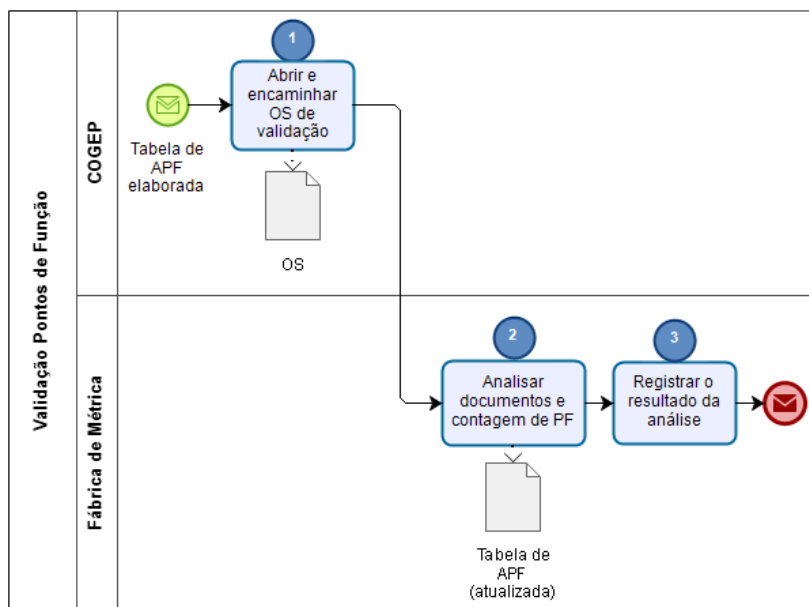 Validação Pontos de Função
COGEP
1
Abrir e
encaminhar
OS de
validação
Tabela de
APF
elaborada
OS
Fábrica de Métrica
2
Analisar
documentos e
contagem de PF
3
Registrar o
resultado da
análise
Tabela de
APF
(atualizada)